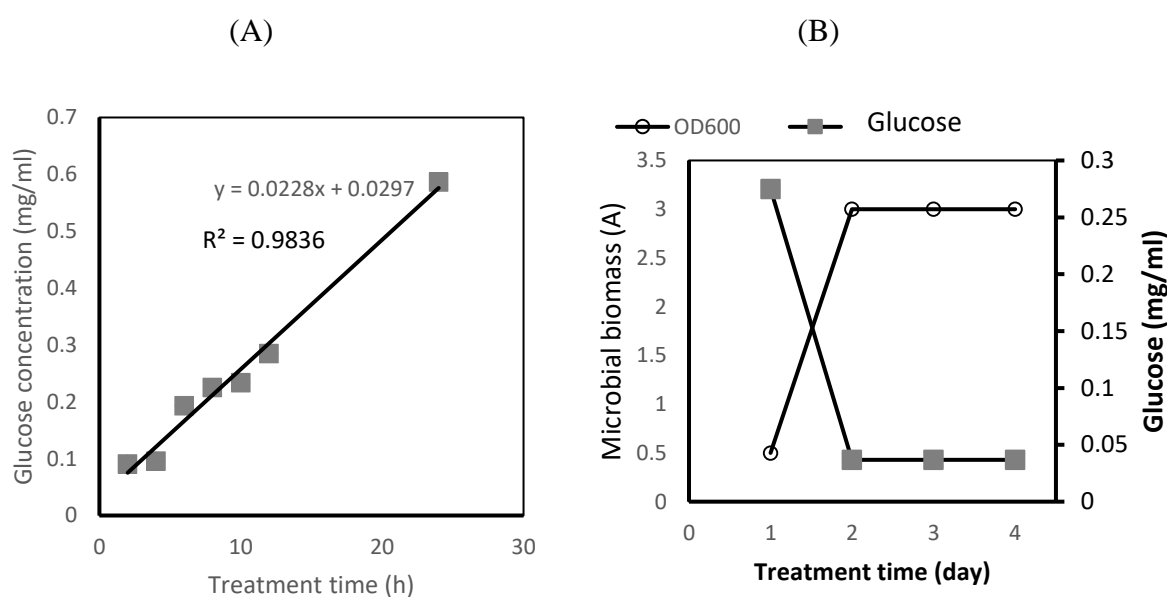 (A)
(B)
0.7
0.6
0.5
0.4
0.3
0.2
0.1
0
Glucose concentration (mg/ml)
y = 0.0228x + 0.0297
R² = 0.9836
0
10
20
30
Treatment time (h)
OD600
Glucose
3.5
3
2.5
2
1.5
1
0.5
0
Microbial biomass (A)
0.3
0.25
0.2
0.15
0.1
0.05
0
Glucose (mg/ml)
0
1
2
3
4
Treatment time (day)